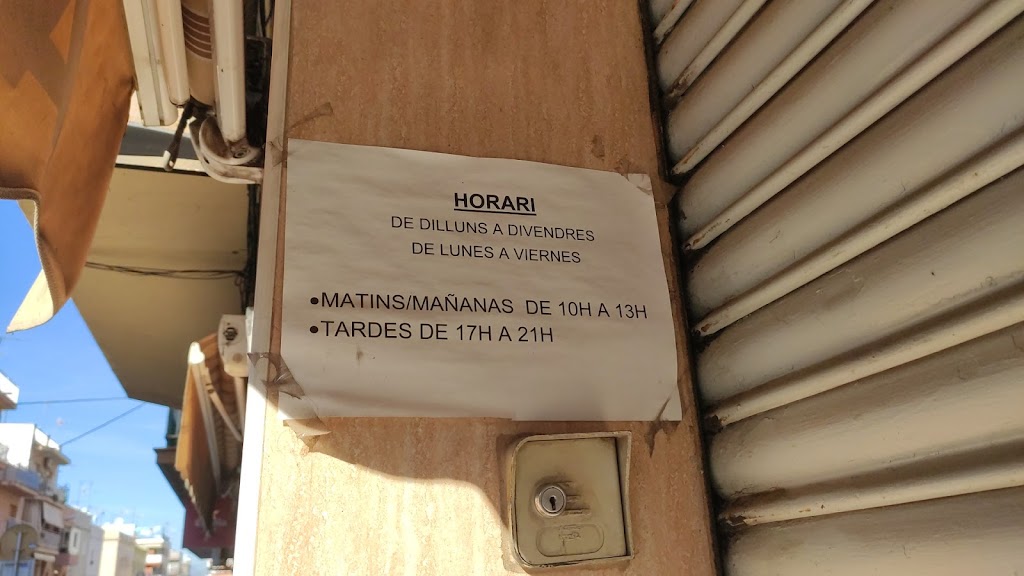 HORARI
DE DILLUNS A DIVENDRES
DE LUNES A VIERNES
•MATINS/MAÑANAS DE 10H A 13H
•TARDES DE 17H A 21H